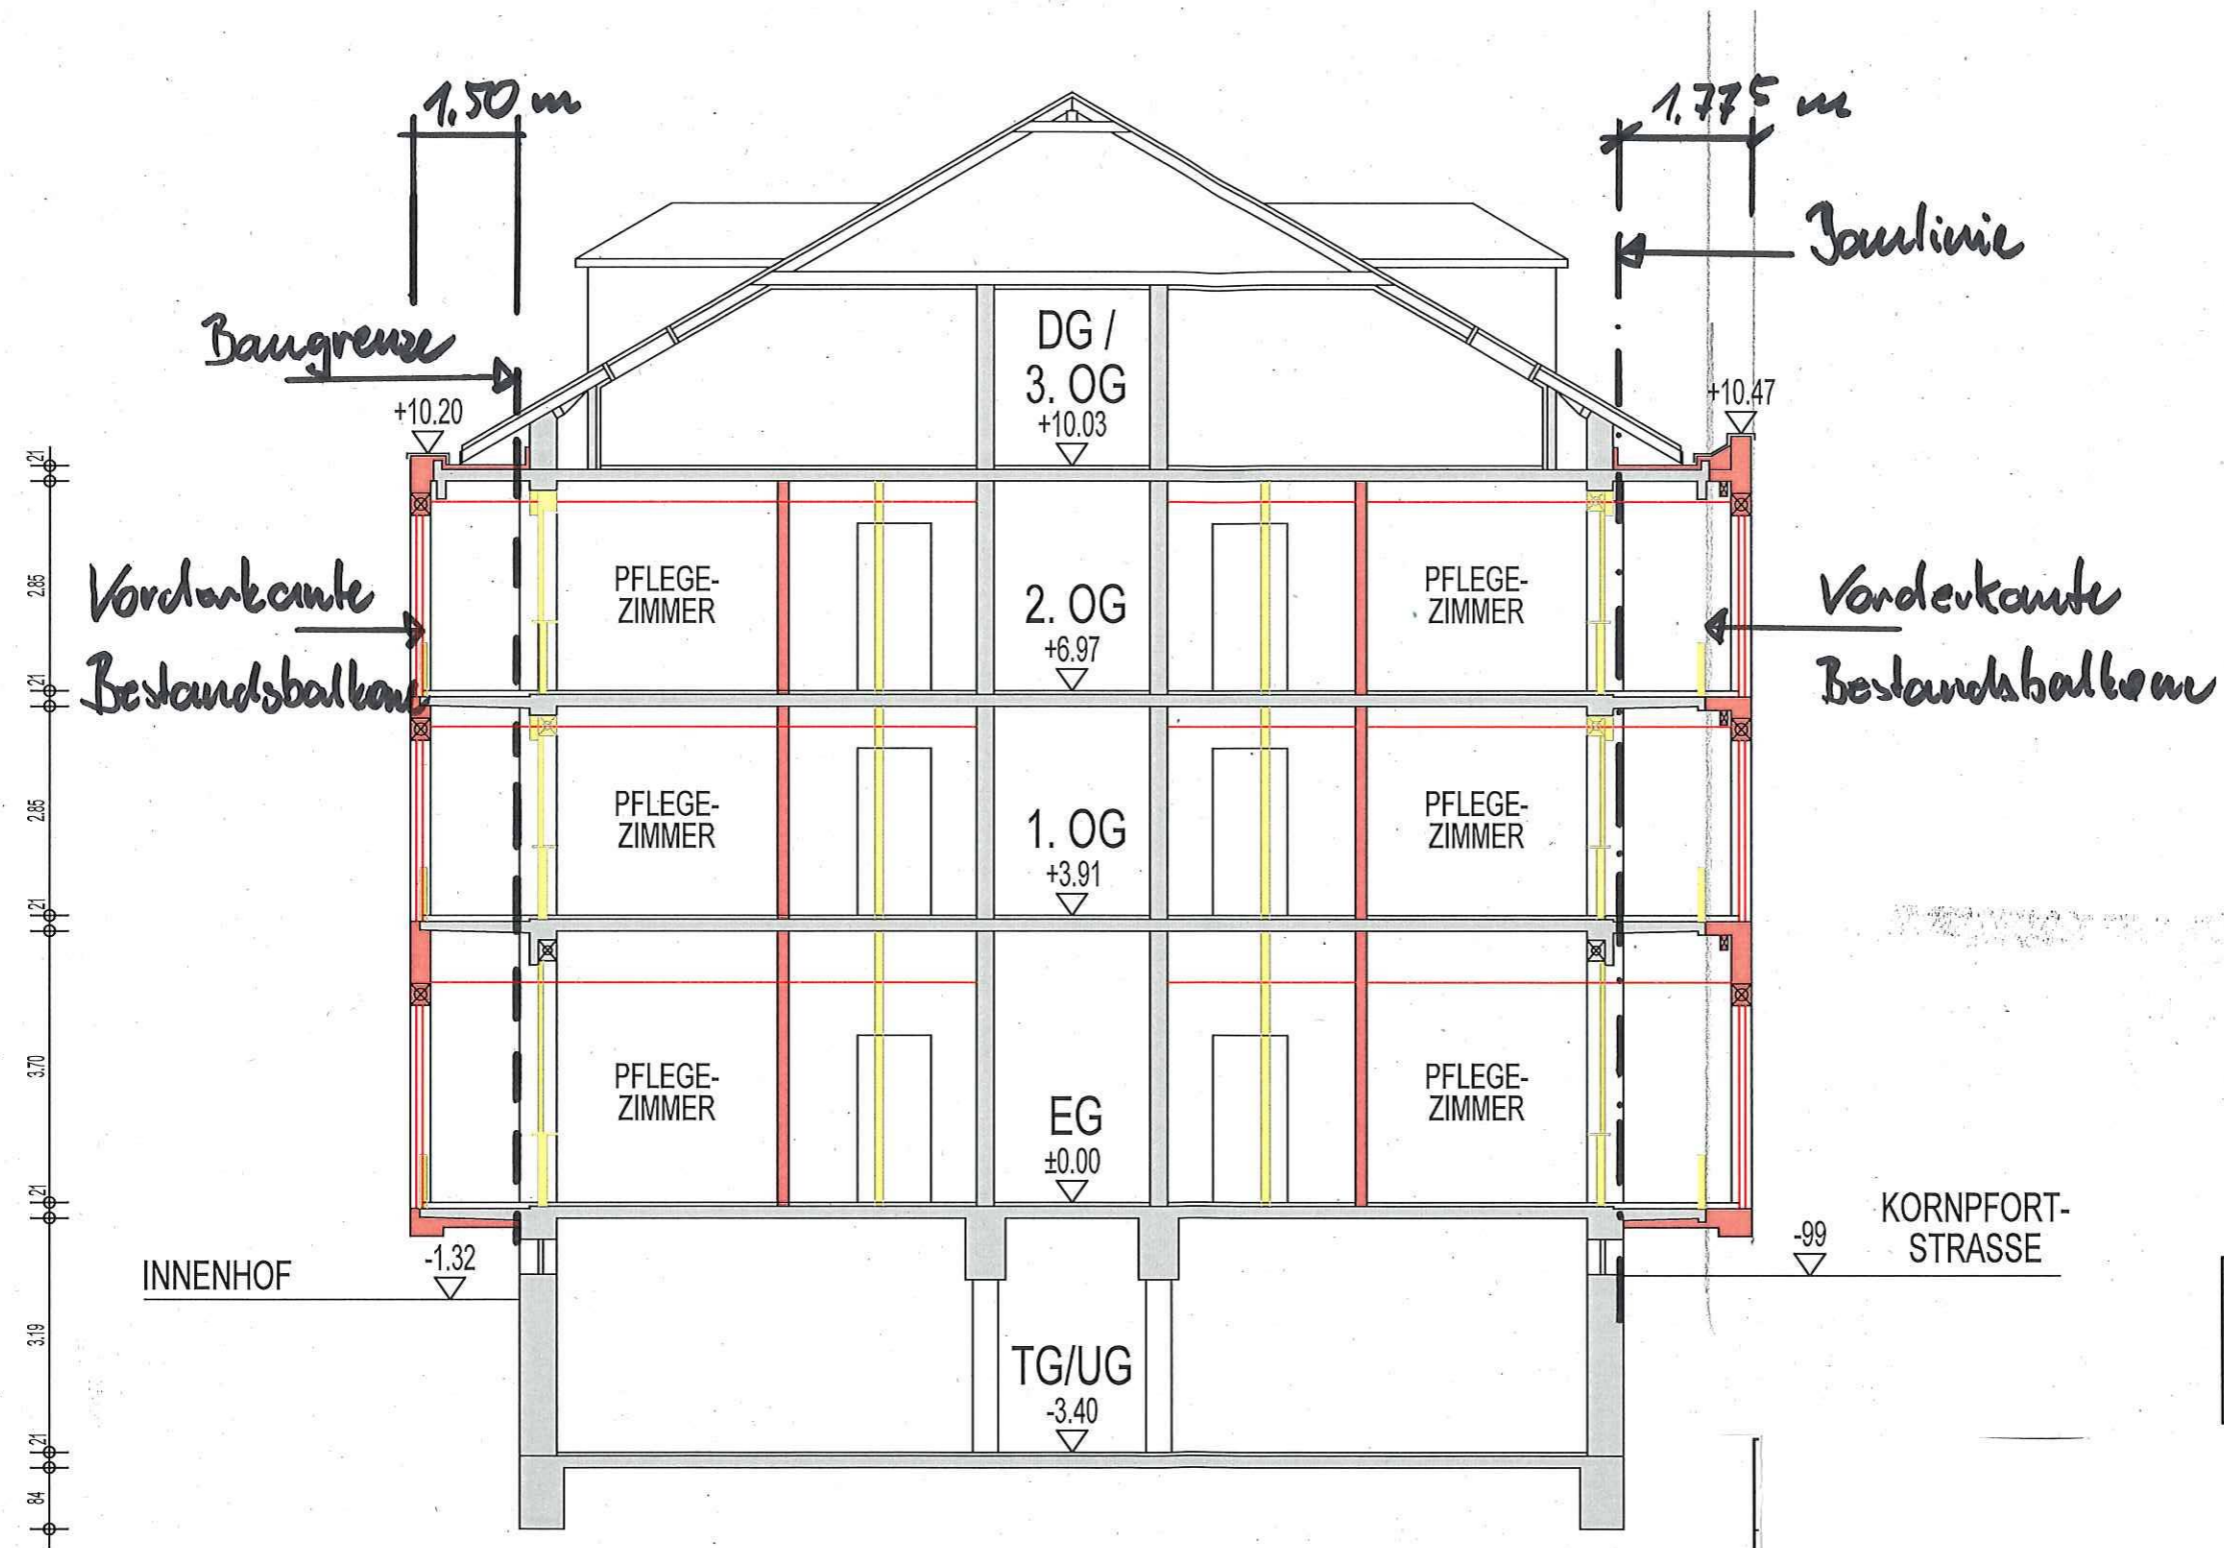 1,50 m
1,775 m
Baulinie
Baugrenze
+10.20
DG /
3. OG
+10.03
+10.47
21
2.85
Vorderkante
Bestandsbalkone
PFLEGE-
ZIMMER
2. OG
+6.97
PFLEGE-
ZIMMER
Vorderkante
Bestandsbalkone
21
2.85
PFLEGE-
ZIMMER
1. OG
+3.91
PFLEGE-
ZIMMER
21
3.70
PFLEGE-
ZIMMER
EG
±0.00
PFLEGE-
ZIMMER
21
INNENHOF
-1.32
KORNPFORT-
STRASSE
-99
3.19
TG/UG
-3.40
21
84